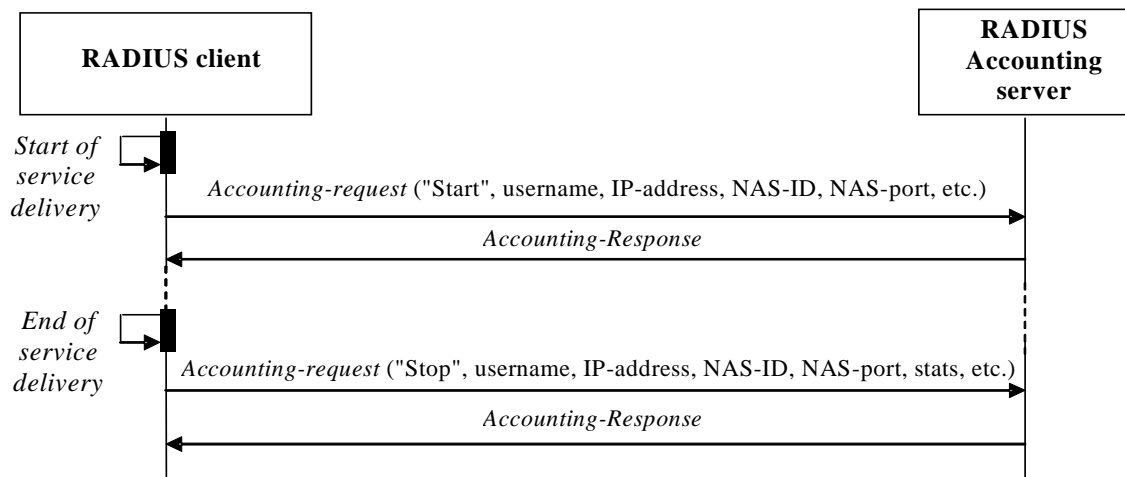 RADIUS client
RADIUS
Accounting
server
Start of
service
delivery
Accounting-request ("Start", username, IP-address, NAS-ID, NAS-port, etc.)
Accounting-Response
End of
service
delivery
Accounting-request ("Stop", username, IP-address, NAS-ID, NAS-port, stats, etc.)
Accounting-Response